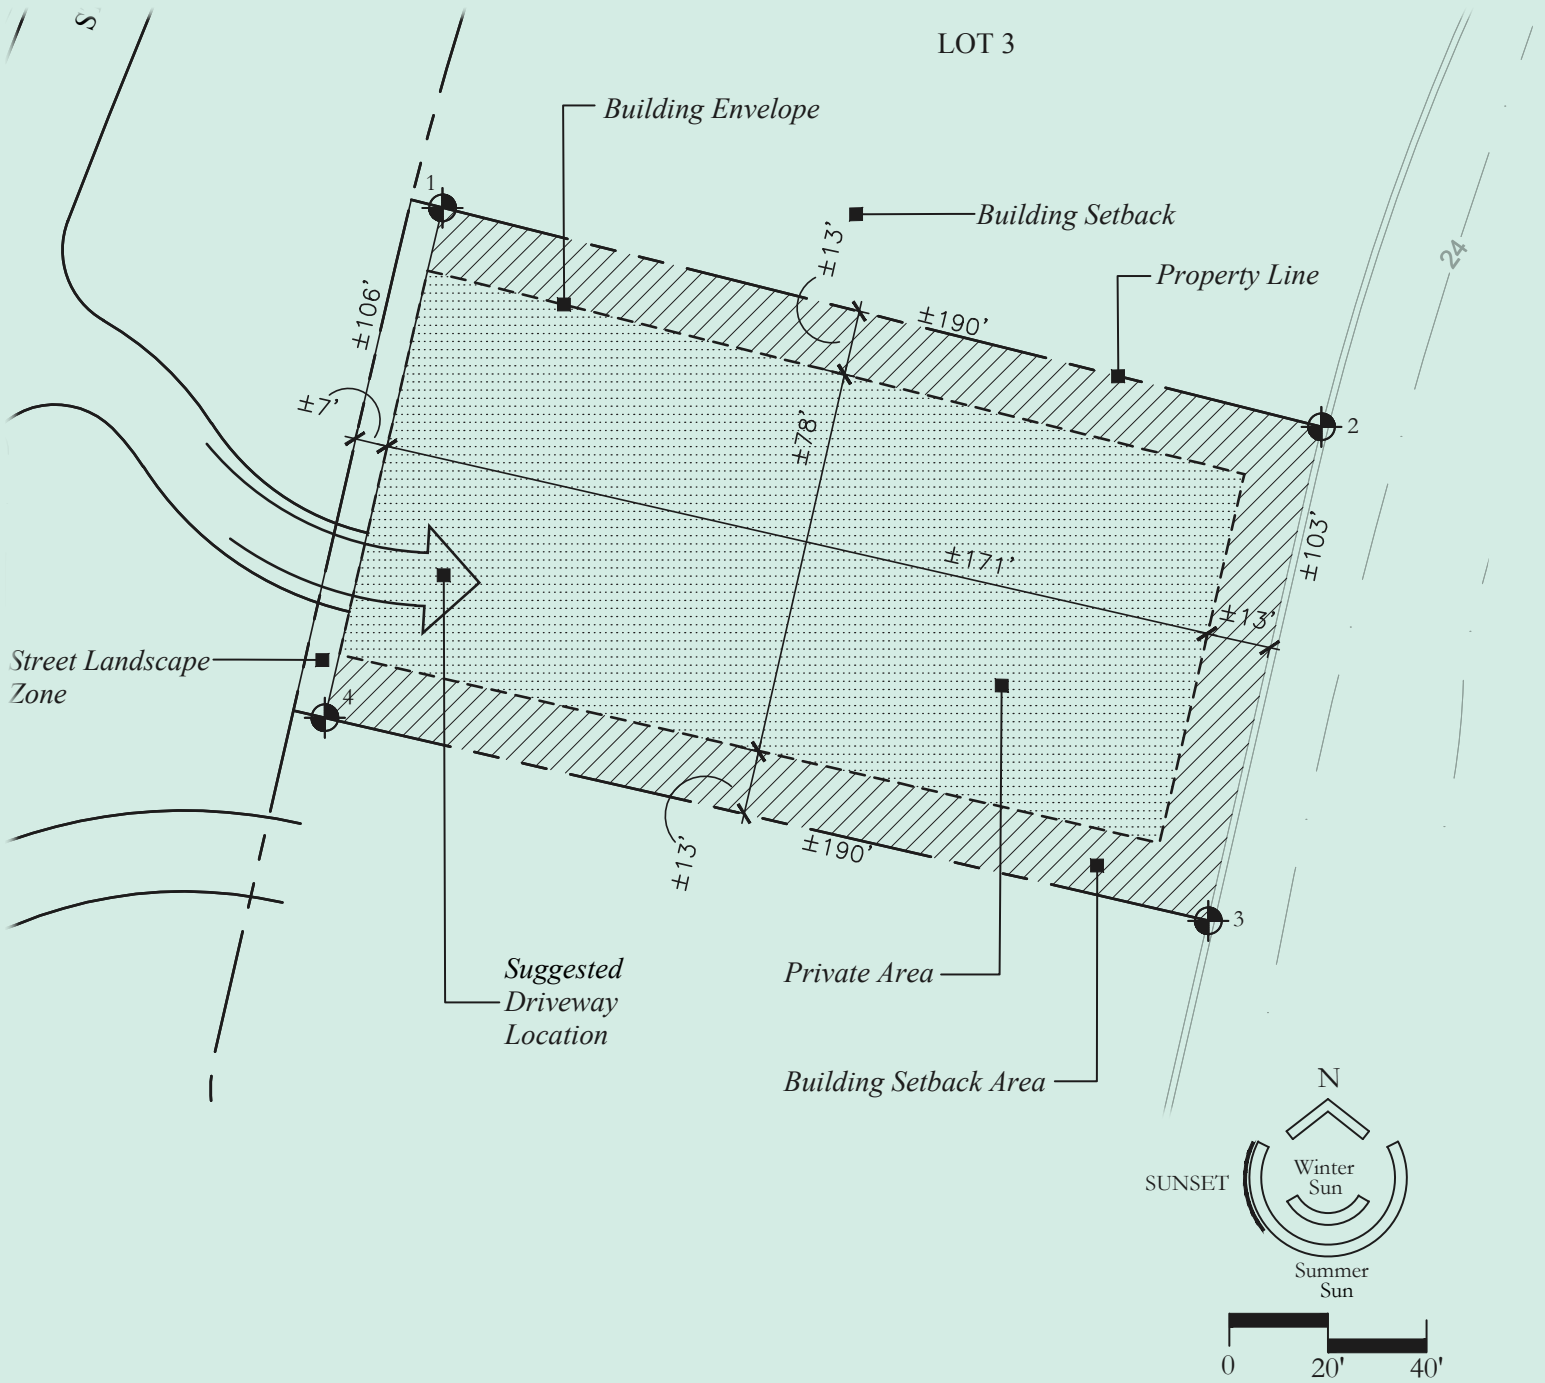 S
LOT 3
Building Envelope
1
Building Setback
±13’
Property Line
24
±106’
±190’
±7’
±78’
2
±171’
±103’
±13’
Street Landscape
Zone
4
±13’
±190’
3
Suggested
Driveway
Location
Private Area
Building Setback Area
N
SUNSET
Winter
Sun
Summer
Sun
0 20' 40'